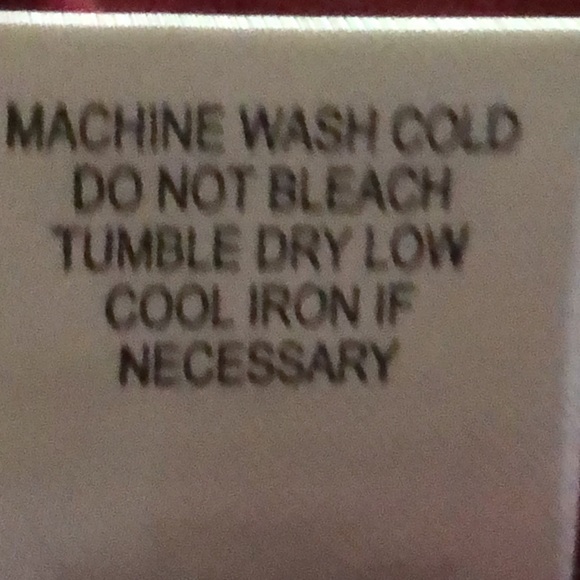 MACHINE WASH COLD
DO NOT BLEACH
TUMBLE DRY LOW
COOL IRON IF
NECESSARY